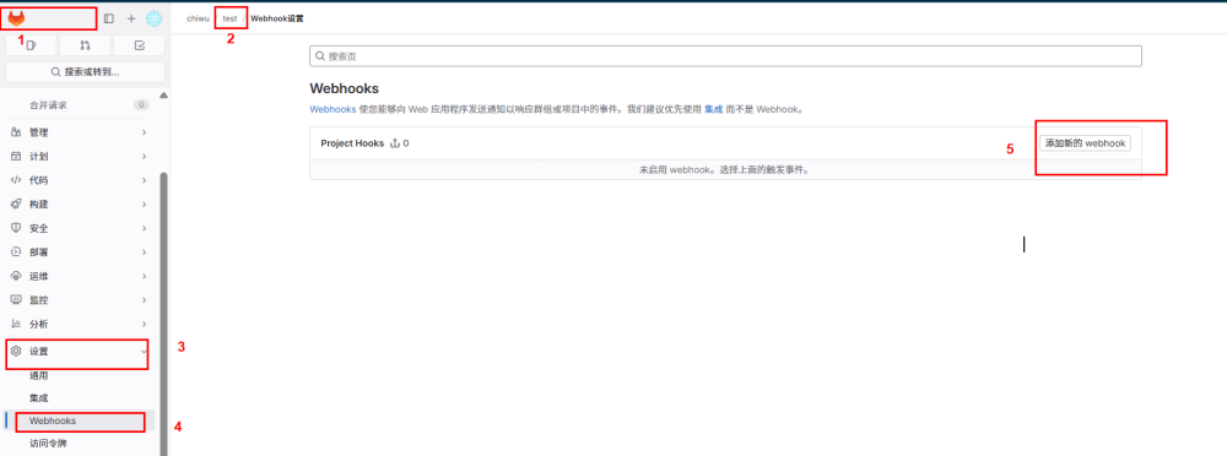 chiwu / test / Webhook设置
1
2
搜索或转到...
搜索页
合并请求 0
Webhooks
Webhooks 使您能够向 Web 应用程序发送通知以响应群组或项目中的事件。我们建议优先使用 集成 而不是 Webhook。
管理
Project Hooks 0
5
添加新的 webhook
计划
未启用 webhook。选择上面的触发事件。
代码
构建
安全
部署
运维
监控
分析
设置
3
通用
集成
Webhooks
4
访问令牌